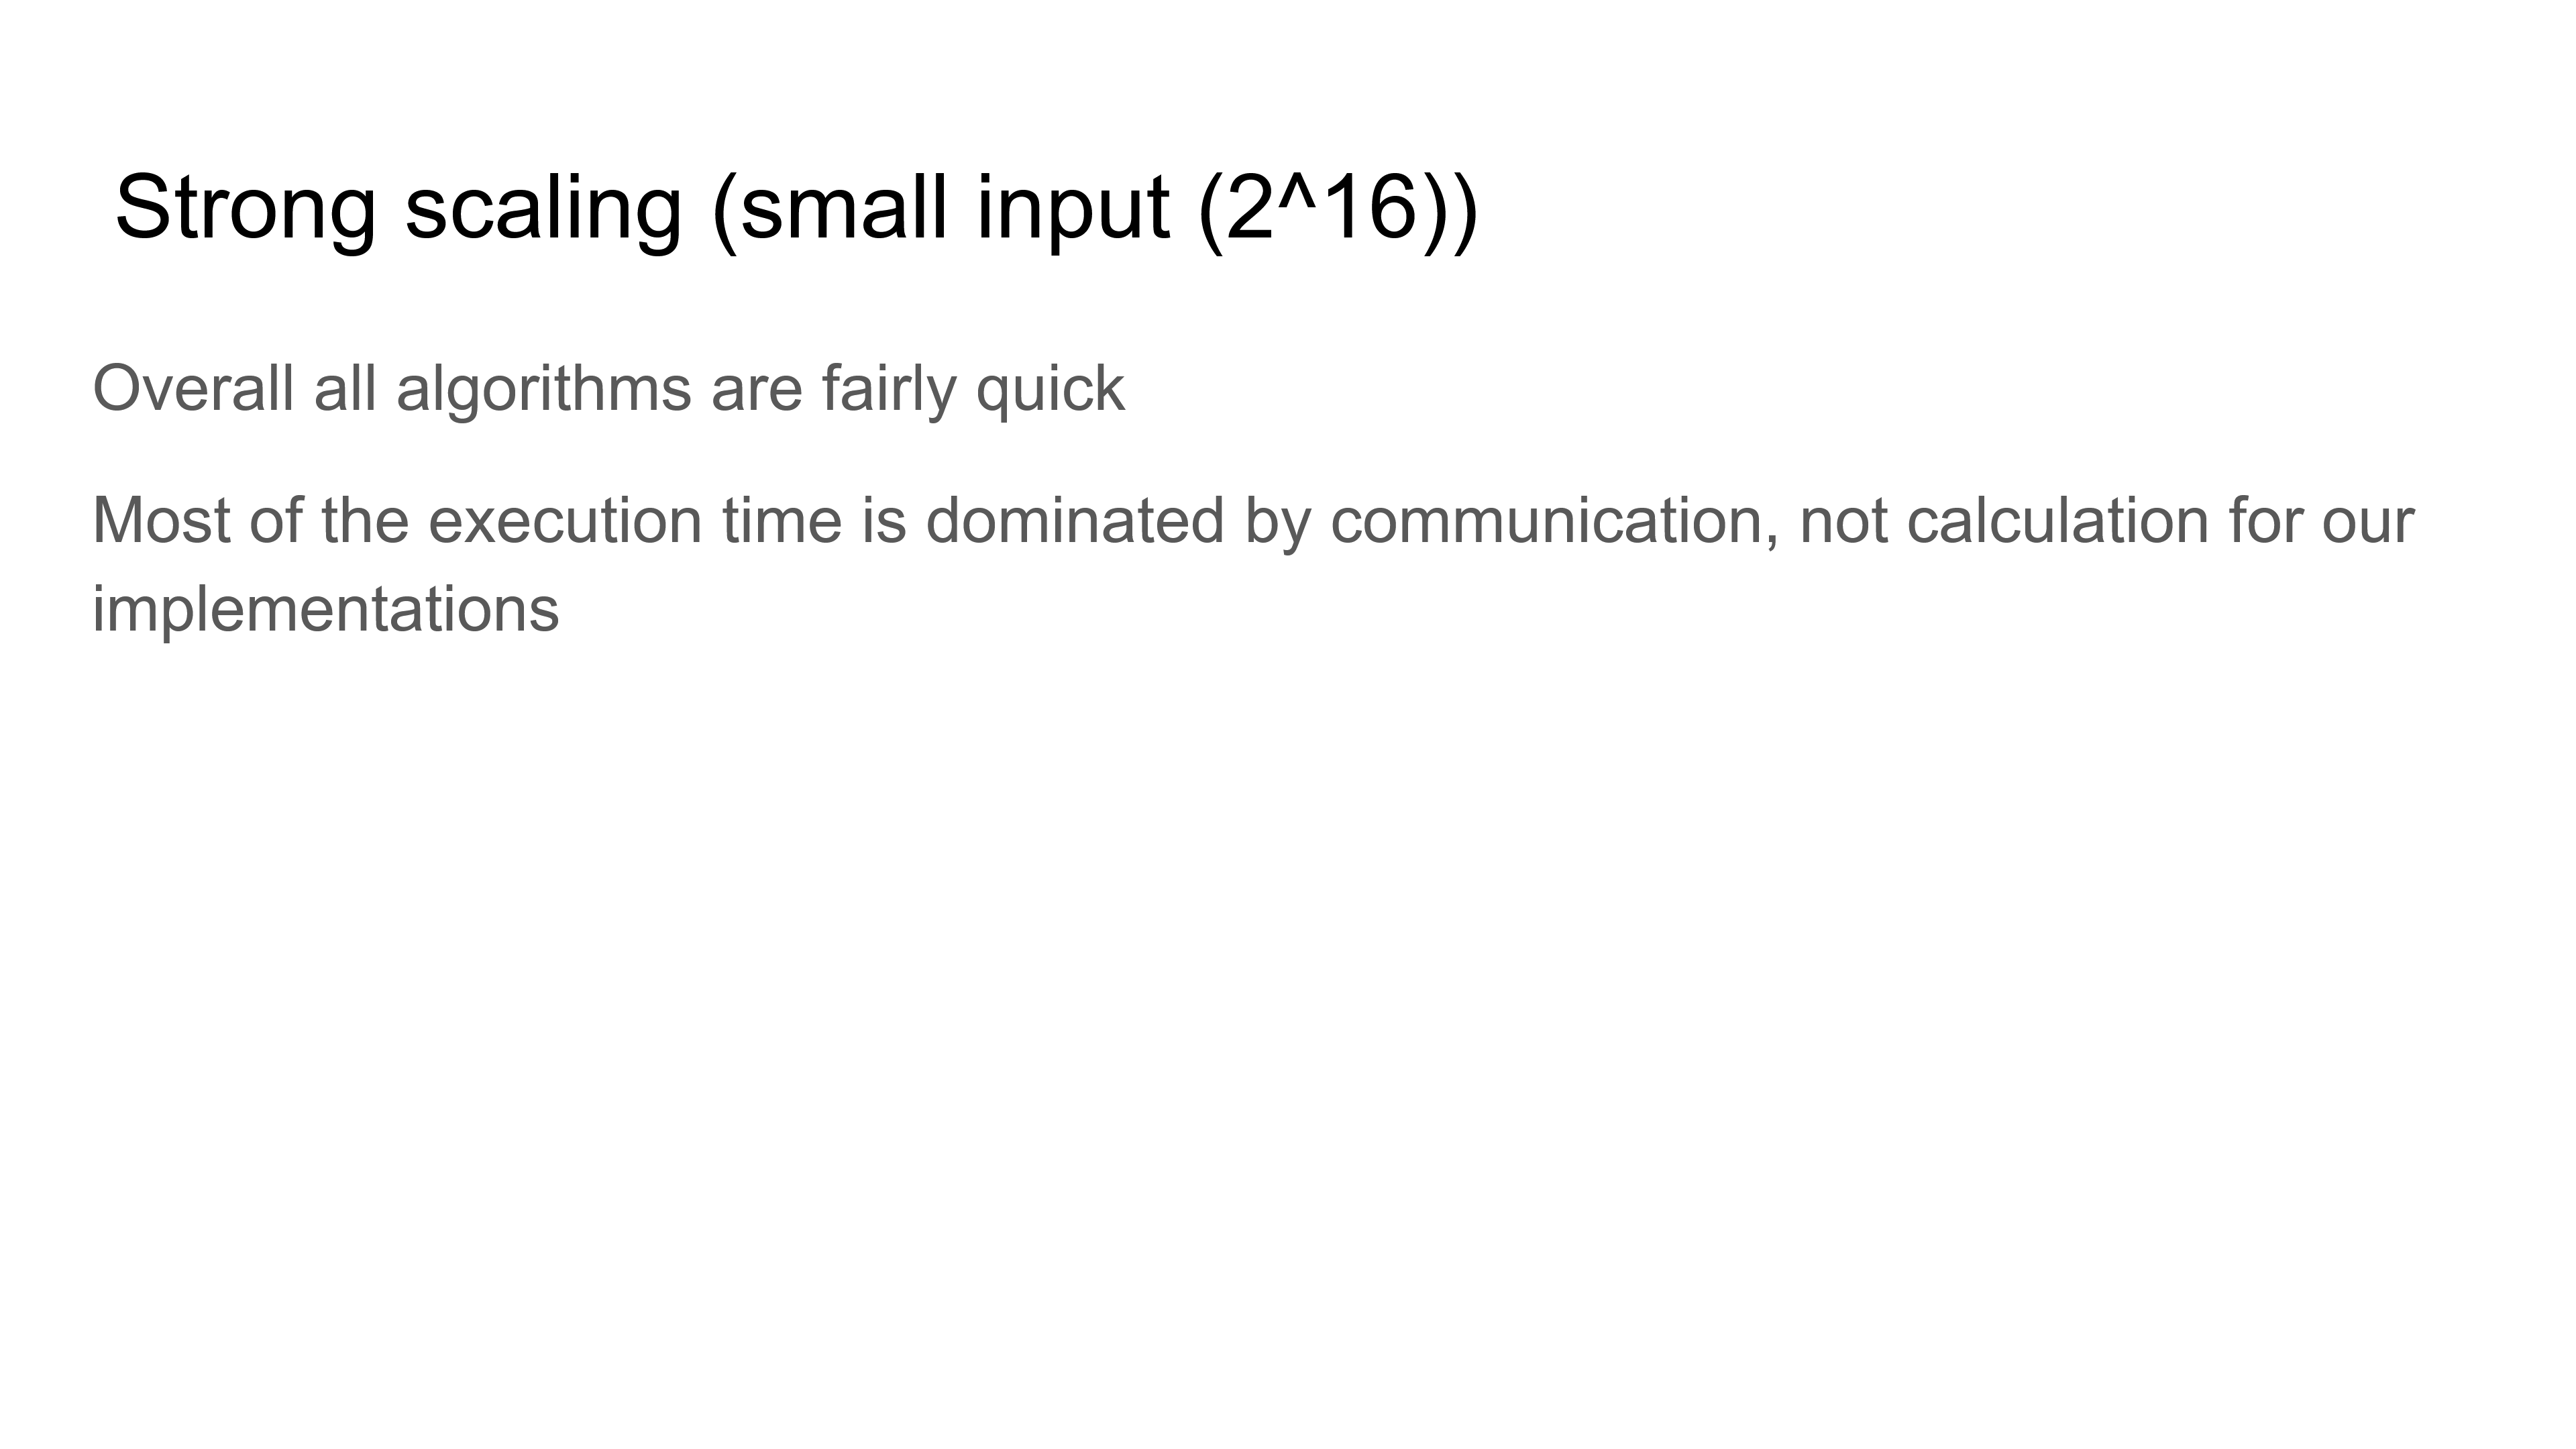 Strong scaling (small input (2^16))
Overall all algorithms are fairly quick
Most of the execution time is dominated by communication, not calculation for our
implementations